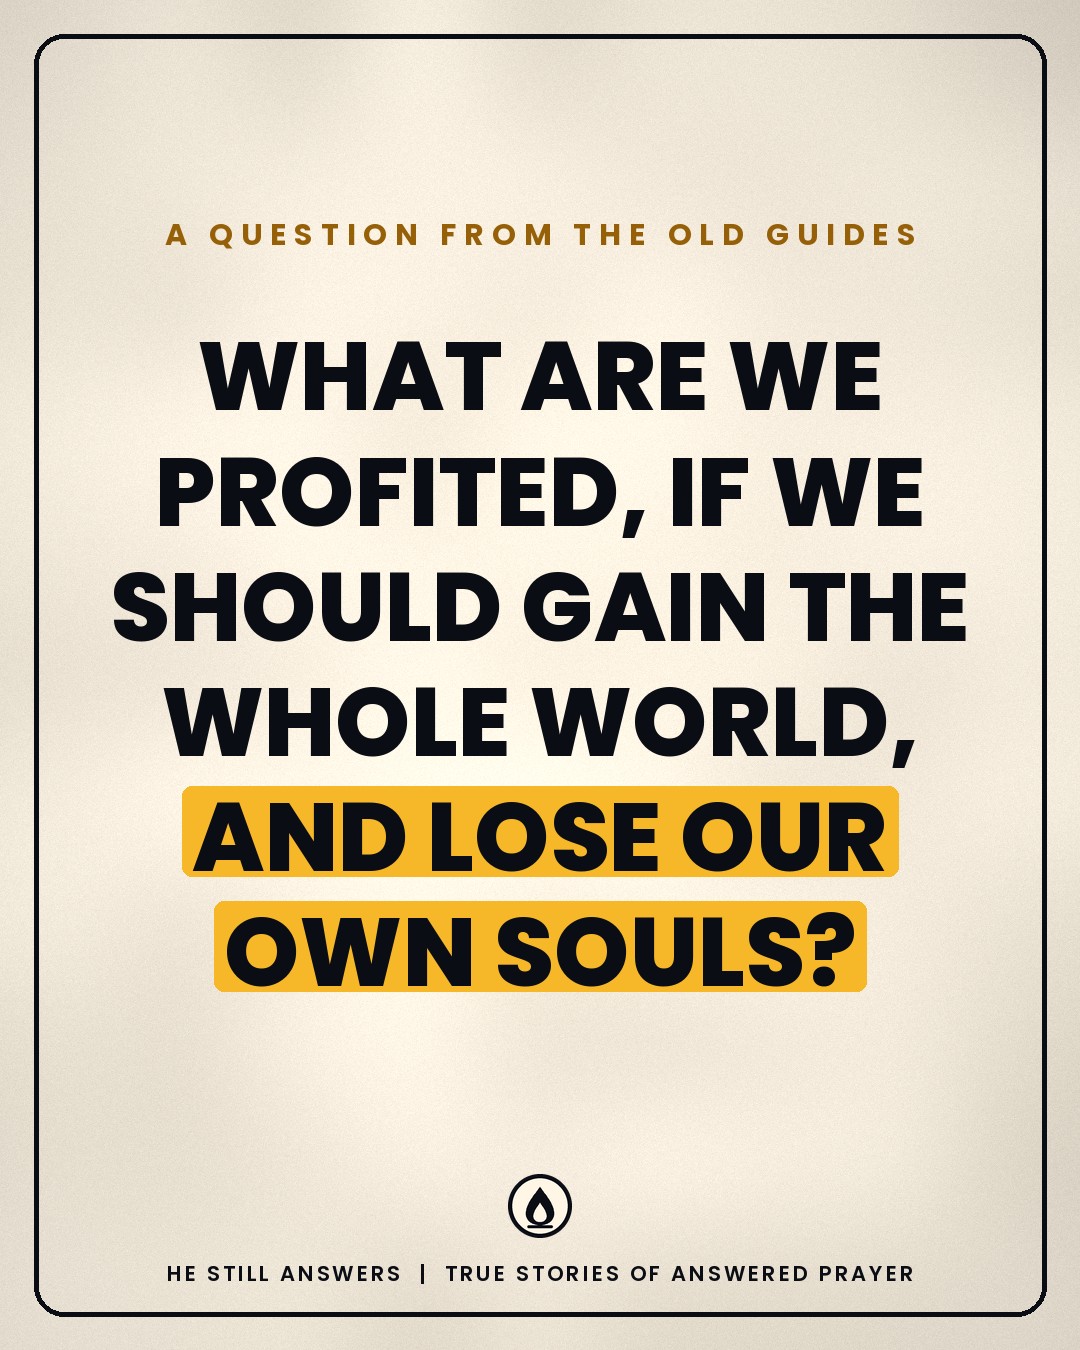 A QUESTION FROM THE OLD GUIDES
WHAT ARE WE
PROFITED, IF WE
SHOULD GAIN THE
WHOLE WORLD,
AND LOSE OUR
OWN SOULS?
HE STILL ANSWERS | TRUE STORIES OF ANSWERED PRAYER